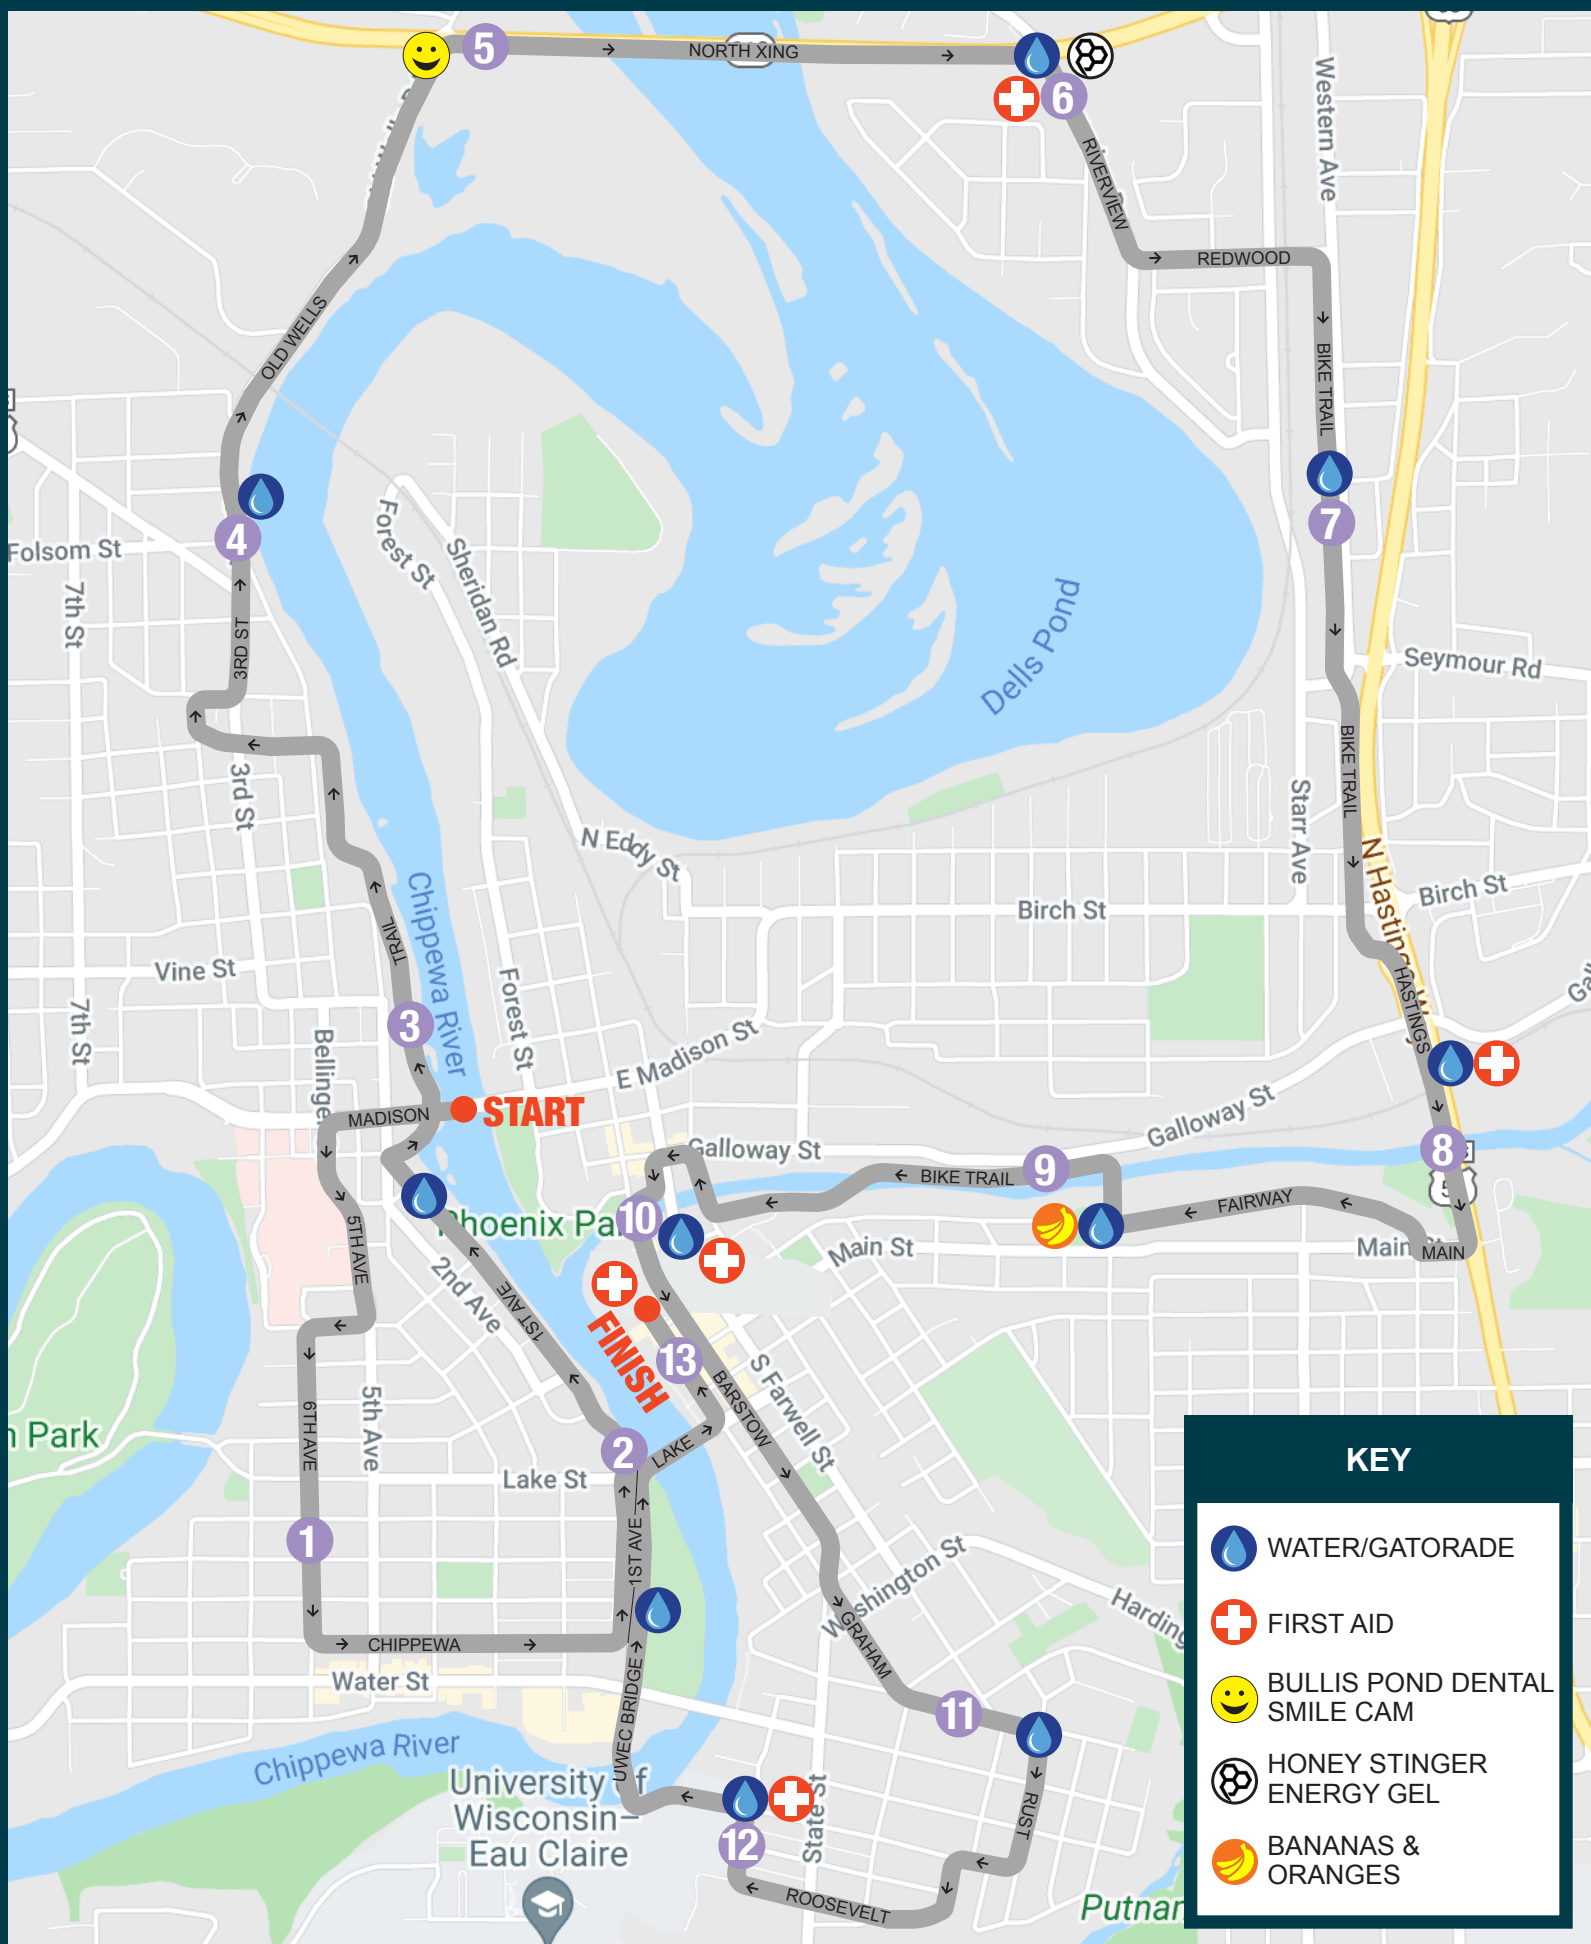 5
NORTH XING
6
Western Ave
RIVERVIEW
REDWOOD
OLD WELLS
BIKE TRAIL
7
4
Folsom St
Forest St
Sheridan Rd
7th St
3RD ST
Dells Pond
Seymour Rd
BIKE TRAIL
3rd St
N Eddy St
Starr Ave
N Hastings
Birch St
Birch St
Chippewa River
TRAIL
Vine St
7th St
Forest St
HASTINGS
3
E Madison St
MADISON
START
Galloway St
Galloway St
8
9
BIKE TRAIL
FAIRWAY
10
Phoenix Pa
5TH AVE
2nd Ave
1ST AVE
Main St
Main St
MAIN
FINISH
13
BARSTOW
S Farwell St
6TH AVE
5th Ave
Park
2
LAKE
Lake St
1
1ST AVE
Washington St
GRAHAM
Harding
CHIPPEWA
Water St
UWEC BRIDGE
Chippewa River
11
RUST
University of
Wisconsin–
Eau Claire
State St
12
ROOSEVELT
Putnam
KEY
WATER/GATORADE
FIRST AID
BULLIS POND DENTAL
SMILE CAM
HONEY STINGER
ENERGY GEL
BANANAS &
ORANGES